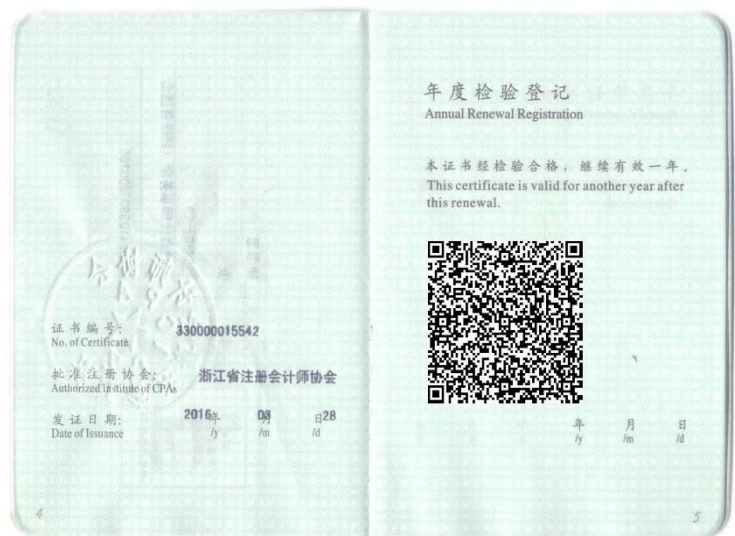 证书编号:
No. of Certificate
330000015542
批准注册协会:
Authorized Institute of CPAs
浙江省注册会计师协会
发证日期:
Date of Issuance
2016年
/y
03月
/m
日28
/d
4
年度检验登记
Annual Renewal Registration
本证书经检验合格,继续有效一年。
This certificate is valid for another year after
this renewal.
年 月 日
/y /m /d
5